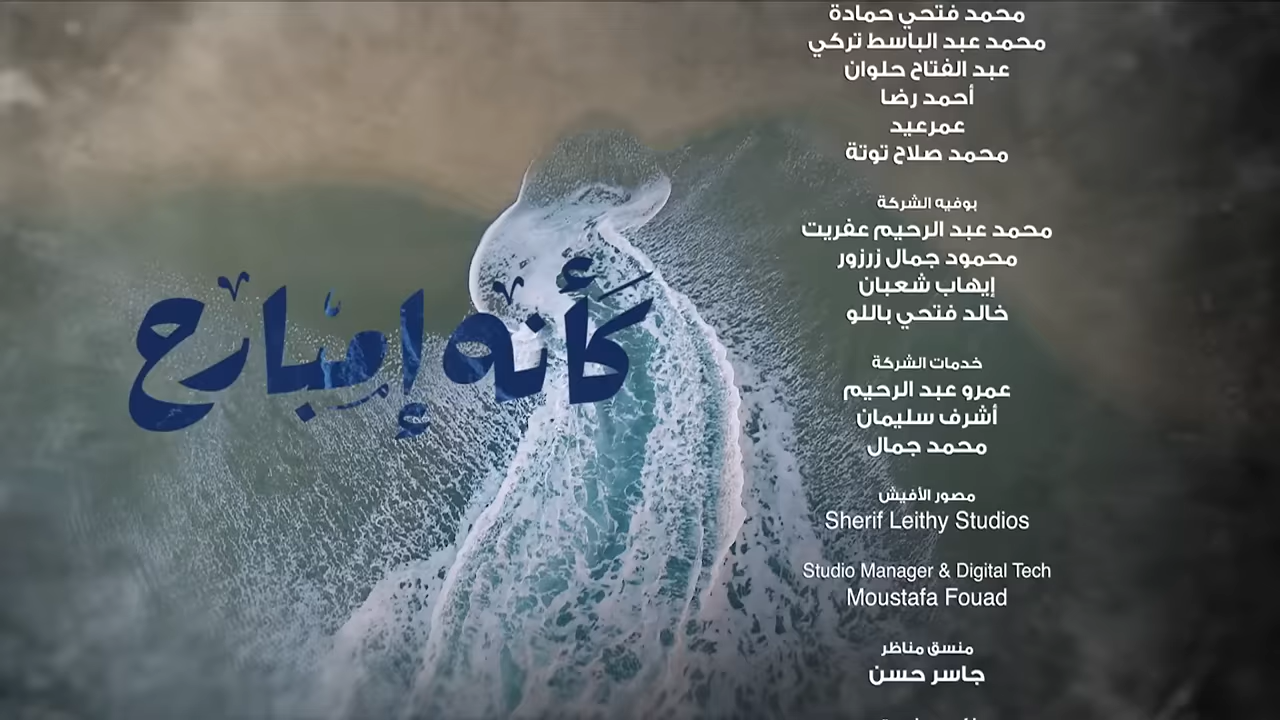 محمد فتحي حمادة
محمد عبد الباسط تركي
عبد الفتاح حلوان
أحمد رضا
عمرعيد
محمد صلاح توتة
بوفيه الشركة
محمد عبد الرحيم عفريت
محمود جمال زرزور
إيهاب شعبان
خالد فتحي باللو
خدمات الشركة
عمرو عبد الرحيم
أشرف سليمان
محمد جمال
مصور الأفيش
Sherif Leithy Studios
Studio Manager & Digital Tech
Moustafa Fouad
منسق مناظر
جاسر حسن
كأنه إمبارح